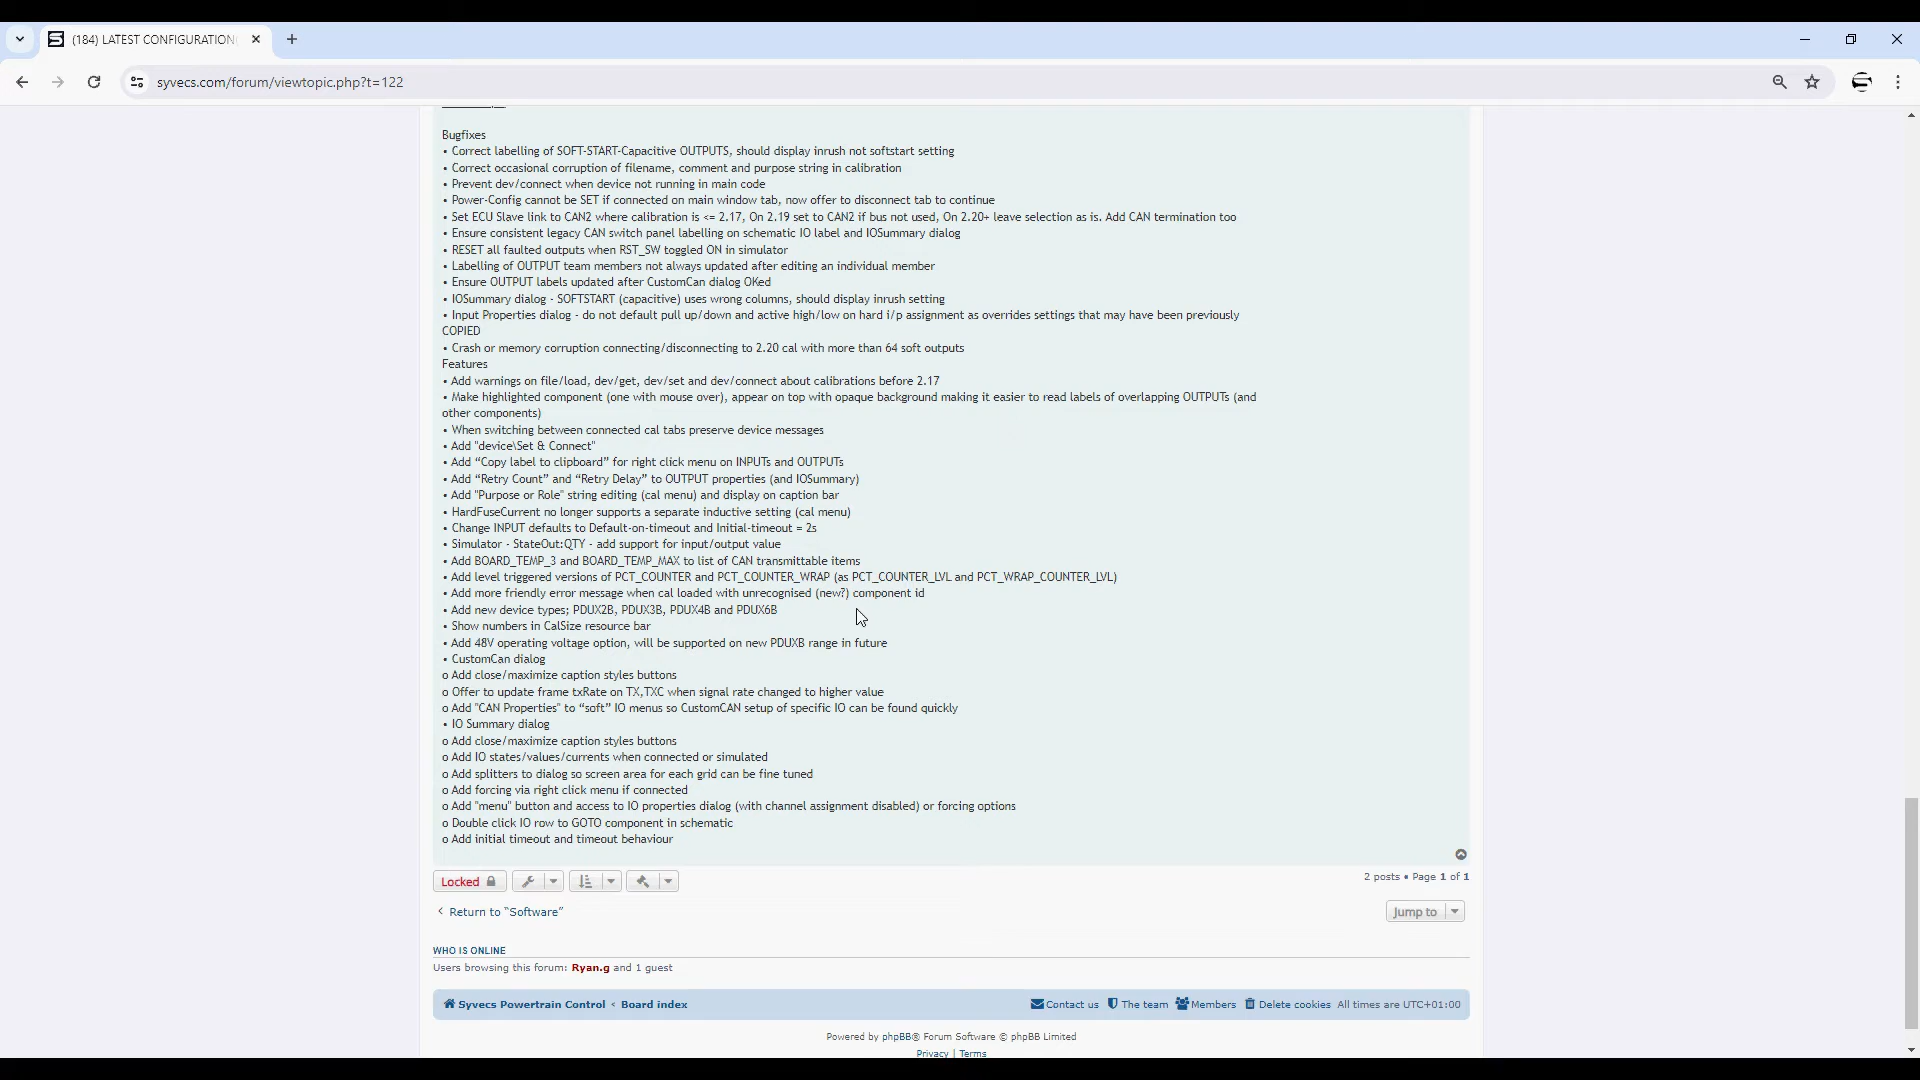 (184) LATEST CONFIGURATION
syvecs.com/forum/viewtopic.php?t=122
Bugfixes
• Correct labelling of SOFT-START-Capacitive OUTPUTS, should display inrush not softstart setting
• Correct occasional corruption of filename, comment and purpose string in calibration
• Prevent dev/connect when device not running in main code
• Power-Config cannot be SET if connected on main window tab, now offer to disconnect tab to continue
• Set ECU Slave link to CAN2 where calibration is <= 2.17, On 2.19 set to CAN2 if bus not used, On 2.20+ leave selection as is. Add CAN termination too
• Ensure consistent legacy CAN switch panel labelling on schematic IO label and IOSummary dialog
• RESET all faulted outputs when RST_SW toggled ON in simulator
• Labelling of OUTPUT team members not always updated after editing an individual member
• Ensure OUTPUT labels updated after CustomCan dialog OKed
• IOSummary dialog - SOFTSTART (capacitive) uses wrong columns, should display inrush setting
• Input Properties dialog - do not default pull up/down and active high/low on hard i/p assignment as overrides settings that may have been previously
COPIED
• Crash or memory corruption connecting/disconnecting to 2.20 cal with more than 64 soft outputs
Features
• Add warnings on file/load, dev/get, dev/set and dev/connect about calibrations before 2.17
• Make highlighted component (one with mouse over), appear on top with opaque background making it easier to read labels of overlapping OUTPUTs (and
other components)
• When switching between connected cal tabs preserve device messages
• Add "device\Set & Connect"
• Add “Copy label to clipboard” for right click menu on INPUTs and OUTPUTs
• Add “Retry Count” and “Retry Delay” to OUTPUT properties (and IOSummary)
• Add "Purpose or Role" string editing (cal menu) and display on caption bar
• HardFuseCurrent no longer supports a separate inductive setting (cal menu)
• Change INPUT defaults to Default-on-timeout and Initial-timeout = 2s
• Simulator - StateOut:QTY - add support for input/output value
• Add BOARD_TEMP_3 and BOARD_TEMP_MAX to list of CAN transmittable items
• Add level triggered versions of PCT_COUNTER and PCT_COUNTER_WRAP (as PCT_COUNTER_LVL and PCT_WRAP_COUNTER_LVL)
• Add more friendly error message when cal loaded with unrecognised (new?) component id
• Add new device types; PDUX2B, PDUX3B, PDUX4B and PDUX6B
• Show numbers in CalSize resource bar
• Add 48V operating voltage option, will be supported on new PDUXB range in future
• CustomCan dialog
o Add close/maximize caption styles buttons
o Offer to update frame txRate on TX,TXC when signal rate changed to higher value
o Add "CAN Properties" to “soft” IO menus so CustomCAN setup of specific IO can be found quickly
• IO Summary dialog
o Add close/maximize caption styles buttons
o Add IO states/values/currents when connected or simulated
o Add splitters to dialog so screen area for each grid can be fine tuned
o Add forcing via right click menu if connected
o Add "menu" button and access to IO properties dialog (with channel assignment disabled) or forcing options
o Double click IO row to GOTO component in schematic
o Add initial timeout and timeout behaviour
Locked
2 posts • Page 1 of 1
Return to “Software”
Jump to
WHO IS ONLINE
Users browsing this forum: Ryan.g and 1 guest
Syvecs Powertrain Control ‹ Board index
Contact us The team Members Delete cookies All times are UTC+01:00
Powered by phpBB® Forum Software © phpBB Limited
Privacy | Terms